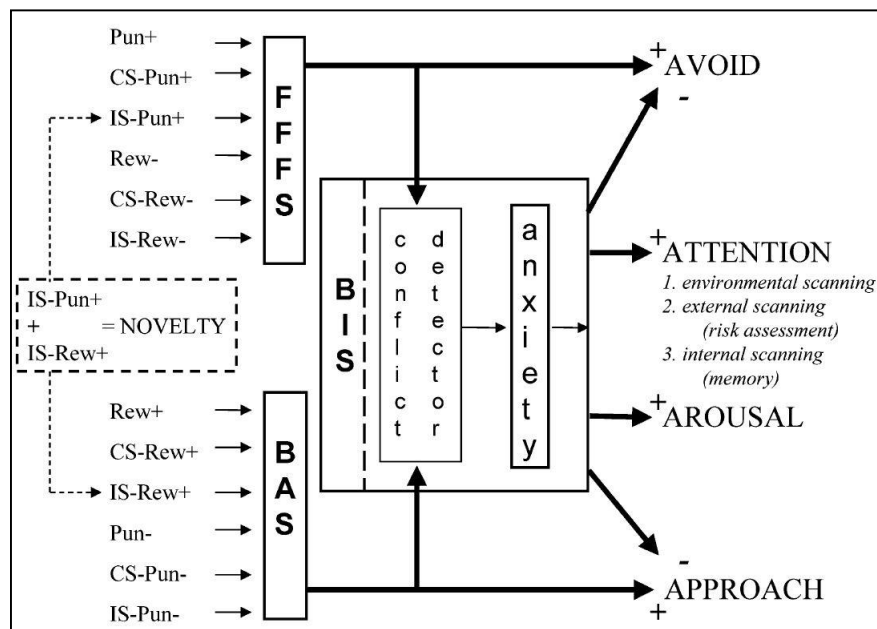 Pun+
CS-Pun+
IS-Pun+
Rew-
CS-Rew-
IS-Rew-
FFFS
+
AVOID
-
IS-Pun+
+ = NOVELTY
IS-Rew+
BIS
conflict
detector
anxiety
+
ATTENTION
1. environmental scanning
2. external scanning
(risk assessment)
3. internal scanning
(memory)
+
AROUSAL
Rew+
CS-Rew+
IS-Rew+
Pun-
CS-Pun-
IS-Pun-
BAS
-
APPROACH
+